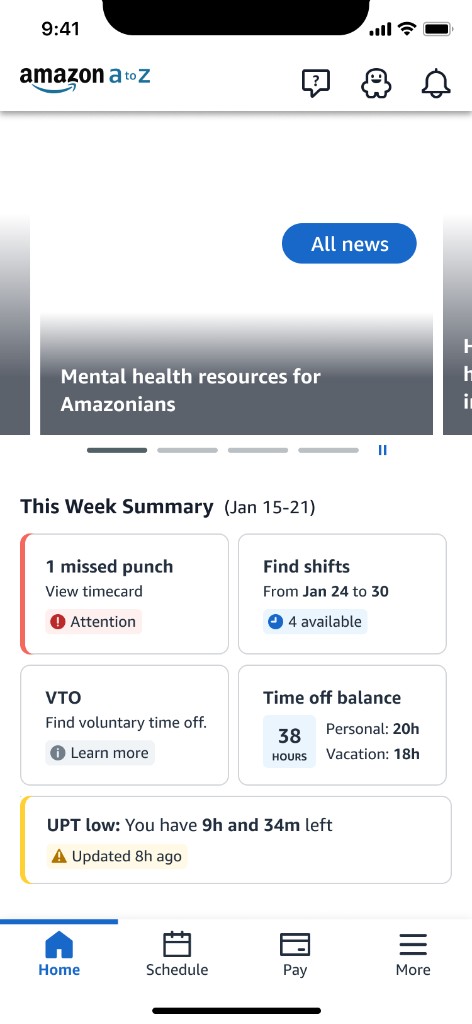 9:41
amazon a to z
?
All news
Mental health resources for
Amazonians
H
h
i
This Week Summary (Jan 15-21)
1 missed punch
View timecard
! Attention
Find shifts
From Jan 24 to 30
4 available
VTO
Find voluntary time off.
i Learn more
Time off balance
38
HOURS
Personal: 20h
Vacation: 18h
UPT low: You have 9h and 34m left
Updated 8h ago
Home
Schedule
Pay
More